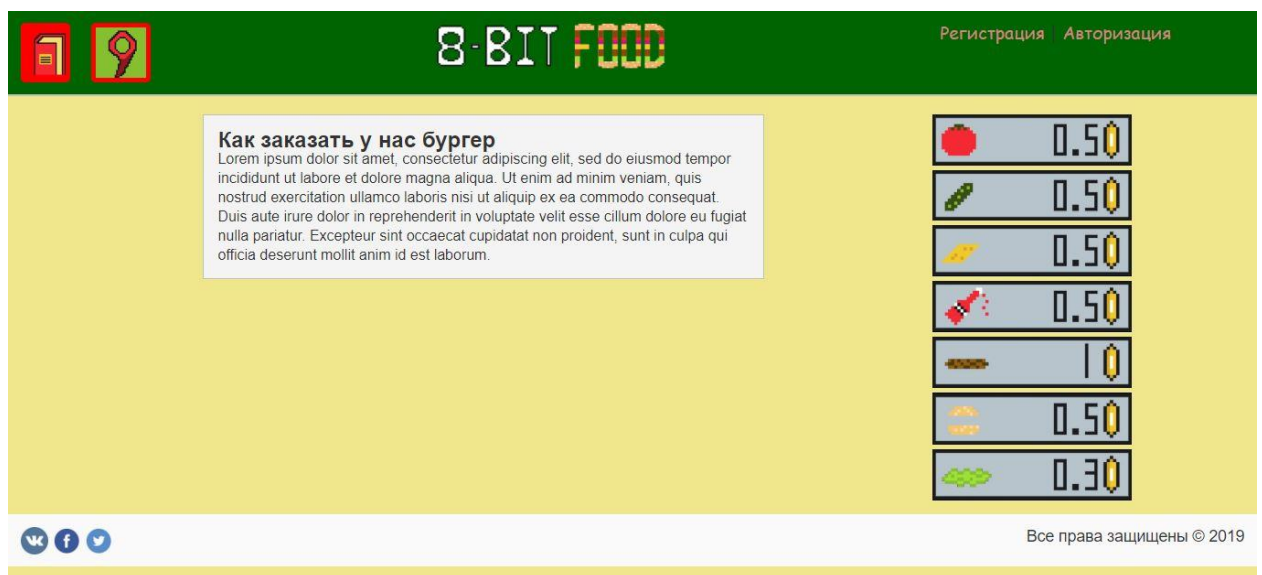 8-BIT FOOD
Регистрация | Авторизация
Как заказать у нас бургер
Lorem ipsum dolor sit amet, consectetur adipiscing elit, sed do eiusmod tempor
incididunt ut labore et dolore magna aliqua. Ut enim ad minim veniam, quis
nostrud exercitation ullamco laboris nisi ut aliquip ex ea commodo consequat.
Duis aute irure dolor in reprehenderit in voluptate velit esse cillum dolore eu fugiat
nulla pariatur. Excepteur sint occaecat cupidatat non proident, sunt in culpa qui
officia deserunt mollit anim id est laborum.
0.50
0.50
0.50
0.50
1 0
0.50
0.30
Все права защищены © 2019